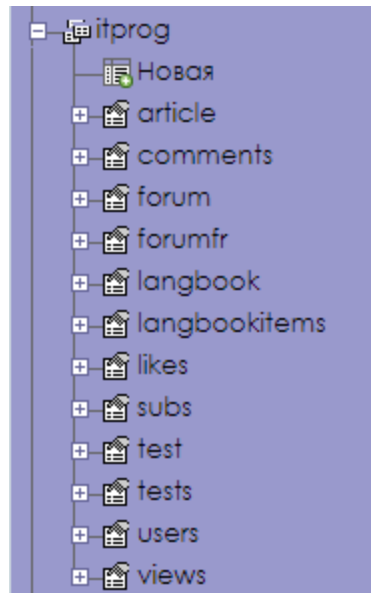 itprog
Новая
article
comments
forum
forumfr
langbook
langbookitems
likes
subs
test
tests
users
views